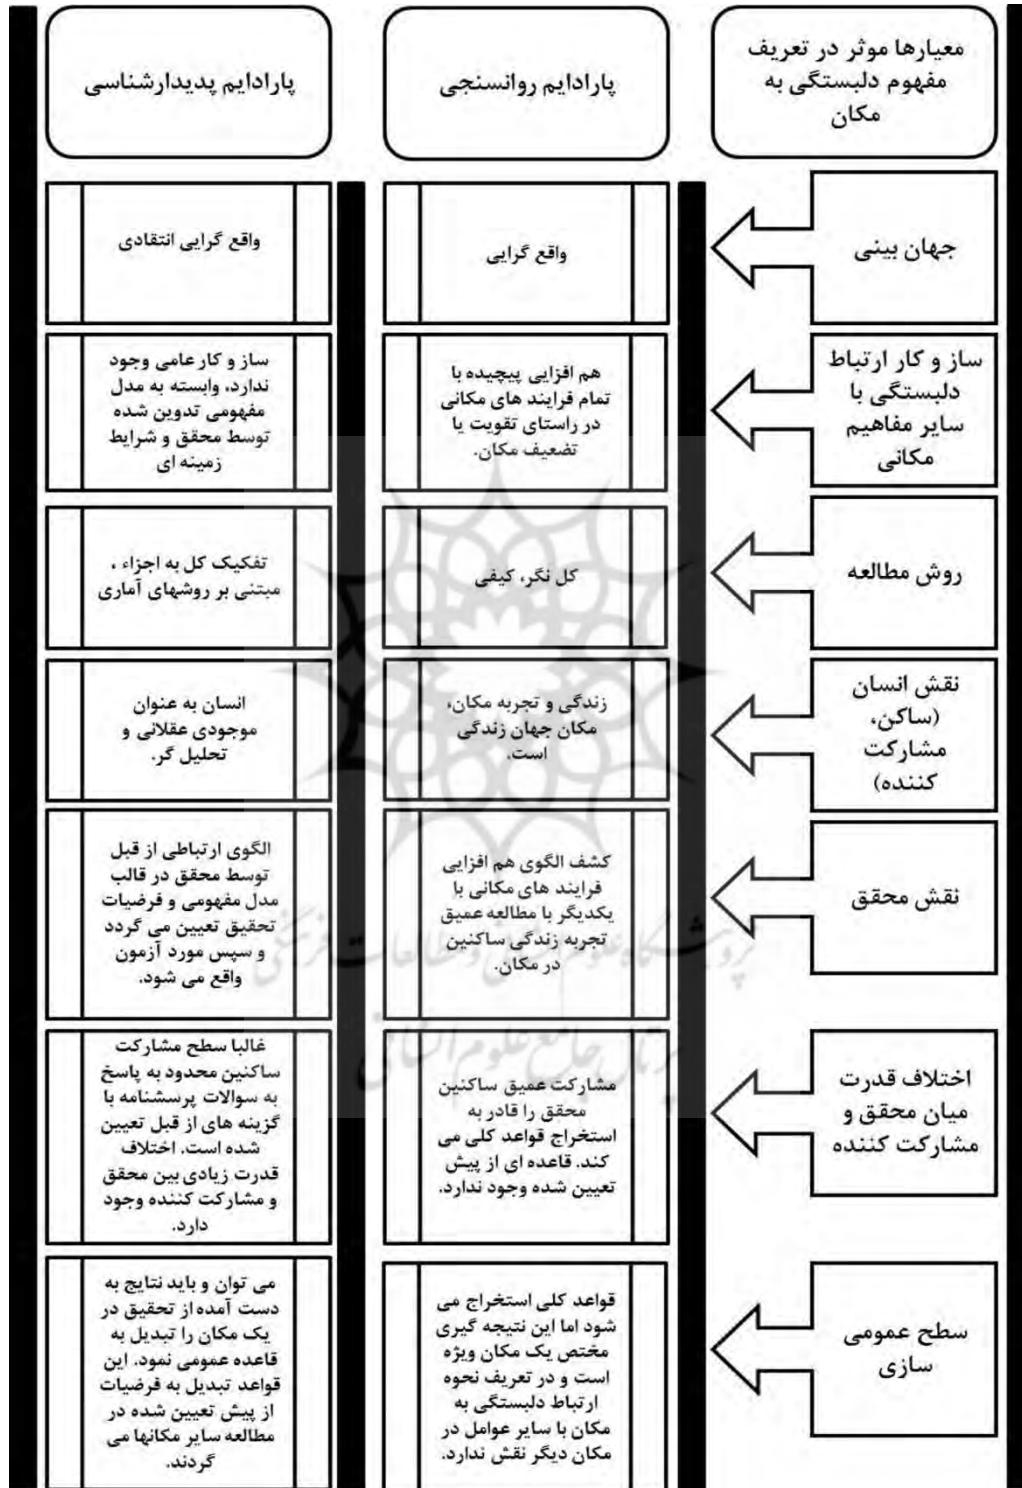 معیارها موثر در تعریف
مفهوم دلبستگی به
مکان
پارادایم روانسنجی
پارادایم پدیدارشناسی
جهان بینی
واقع گرایی
واقع گرایی انتقادی
ساز و کار ارتباط
دلبستگی با
سایر مفاهیم
مکانی
هم افزایی پیچیده با
تمام فرایند های مکانی
در راستای تقویت یا
تضعیف مکان.
ساز و کار عامی وجود
ندارد، وابسته به مدل
مفهومی تدوین شده
توسط محقق و شرایط
زمینه ای
روش مطالعه
کل نگر، کیفی
تفکیک کل به اجزاء ،
مبتنی بر روشهای آماری
نقش انسان
(ساکن،
مشارکت
کننده)
زندگی و تجربه مکان،
مکان جهان زندگی
است.
انسان به عنوان
موجودی عقلانی و
تحلیل گر.
نقش محقق
کشف الگوی هم افزایی
فرایند های مکانی با
یکدیگر با مطالعه عمیق
تجربه زندگی ساکنین
در مکان.
الگوی ارتباطی از قبل
توسط محقق در قالب
مدل مفهومی و فرضیات
تحقیق تعیین می گردد
و سپس مورد آزمون
واقع می شود.
پژوهشگاه علوم انسانی و مطالعات فرهنگی
پرتال جامع علوم انسانی
اختلاف قدرت
میان محقق و
مشارکت کننده
مشارکت عمیق ساکنین
محقق را قادر به
استخراج قواعد کلی می
کند. قاعده ای از پیش
تعیین شده وجود ندارد.
غالبا سطح مشارکت
ساکنین محدود به پاسخ
به سوالات پرسشنامه با
گزینه های از قبل تعیین
شده است. اختلاف
قدرت زیادی بین محقق
و مشارکت کننده وجود
دارد.
سطح عمومی
سازی
قواعد کلی استخراج می
شود اما این نتیجه گیری
مختص یک مکان ویژه
است و در تعریف نحوه
ارتباط دلبستگی به
مکان با سایر عوامل در
مکان دیگر نقش ندارد.
می توان و باید نتایج به
دست آمده از تحقیق در
یک مکان را تبدیل به
قاعده عمومی نمود. این
قواعد تبدیل به فرضیات
از پیش تعیین شده در
مطالعه سایر مکانها می
گردند.